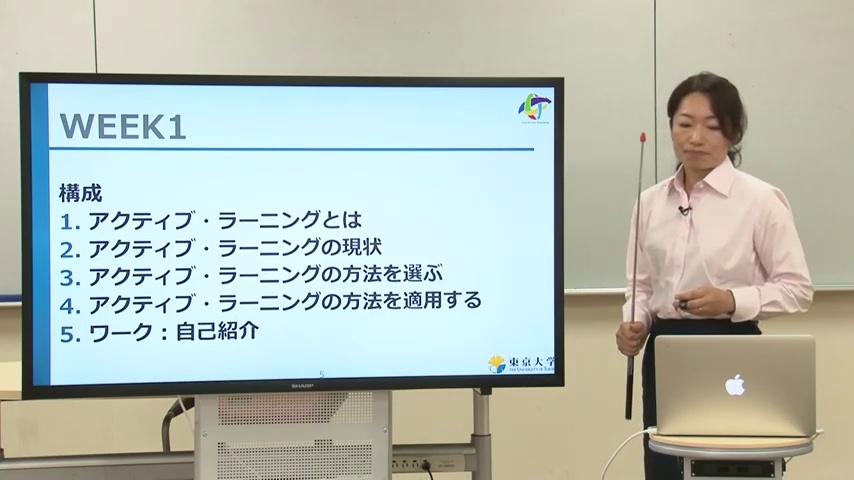 WEEK1
構成
1. アクティブ・ラーニングとは
2. アクティブ・ラーニングの現状
3. アクティブ・ラーニングの方法を選ぶ
4. アクティブ・ラーニングの方法を適用する
5. ワーク：自己紹介
5
東京大学
SHARP